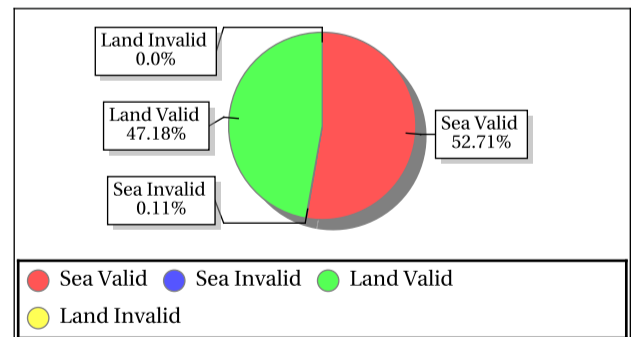 Land Invalid
0.0%
Land Valid
47.18%
Sea Valid
52.71%
Sea Invalid
0.11%
Sea Valid Sea Invalid Land Valid
Land Invalid